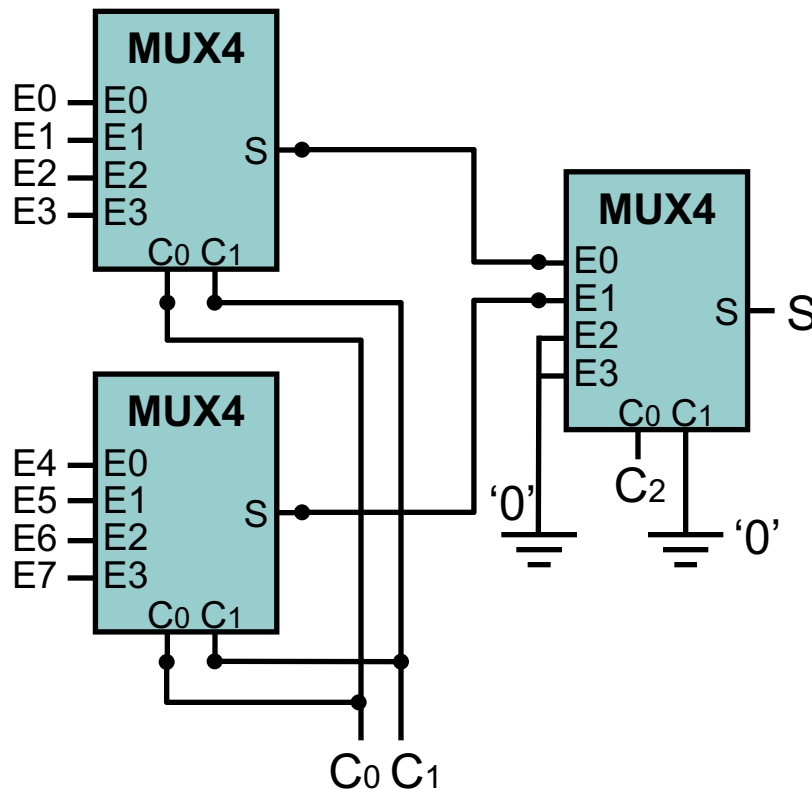 MUX4
E0 E0
E1 E1
E2 E2
E3 E3
S
C0 C1
MUX4
E4 E0
E5 E1
E6 E2
E7 E3
S
C0 C1
C0 C1
MUX4
E0
E1
E2
E3
S S
C0 C1
C2
‘0’
‘0’